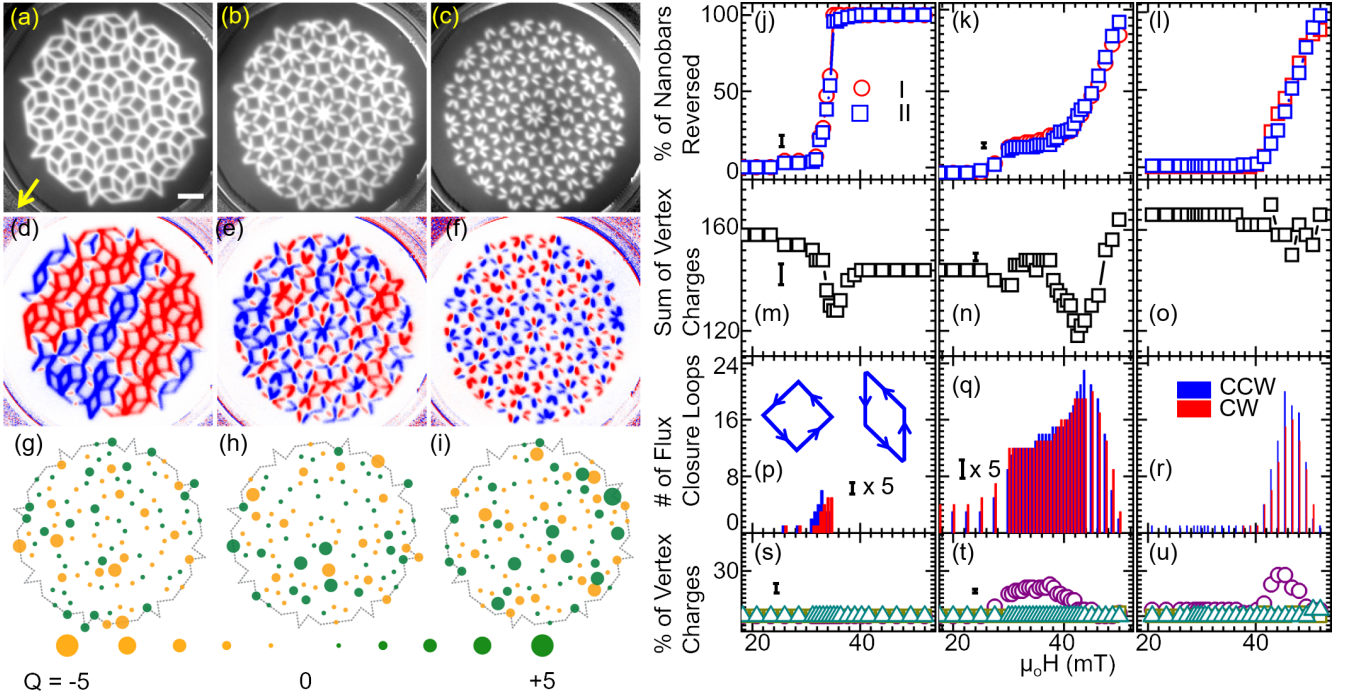 (a)
(b)
(c)
(d)
(e)
(f)
(g)
(h)
(i)
Q = -5
0
+5
% of Nanobars
Reversed
100
50
0
(j)
I
II
(k)
(l)
Sum of Vertex
Charges
160
120
(m)
(n)
(o)
# of Flux
Closure Loops
24
16
8
0
(p)
x 5
(q)
x 5
CCW
CW
(r)
% of Vertex
Charges
30
0
(s)
(t)
(u)
20
40
20
40
20
40
μ₀H (mT)